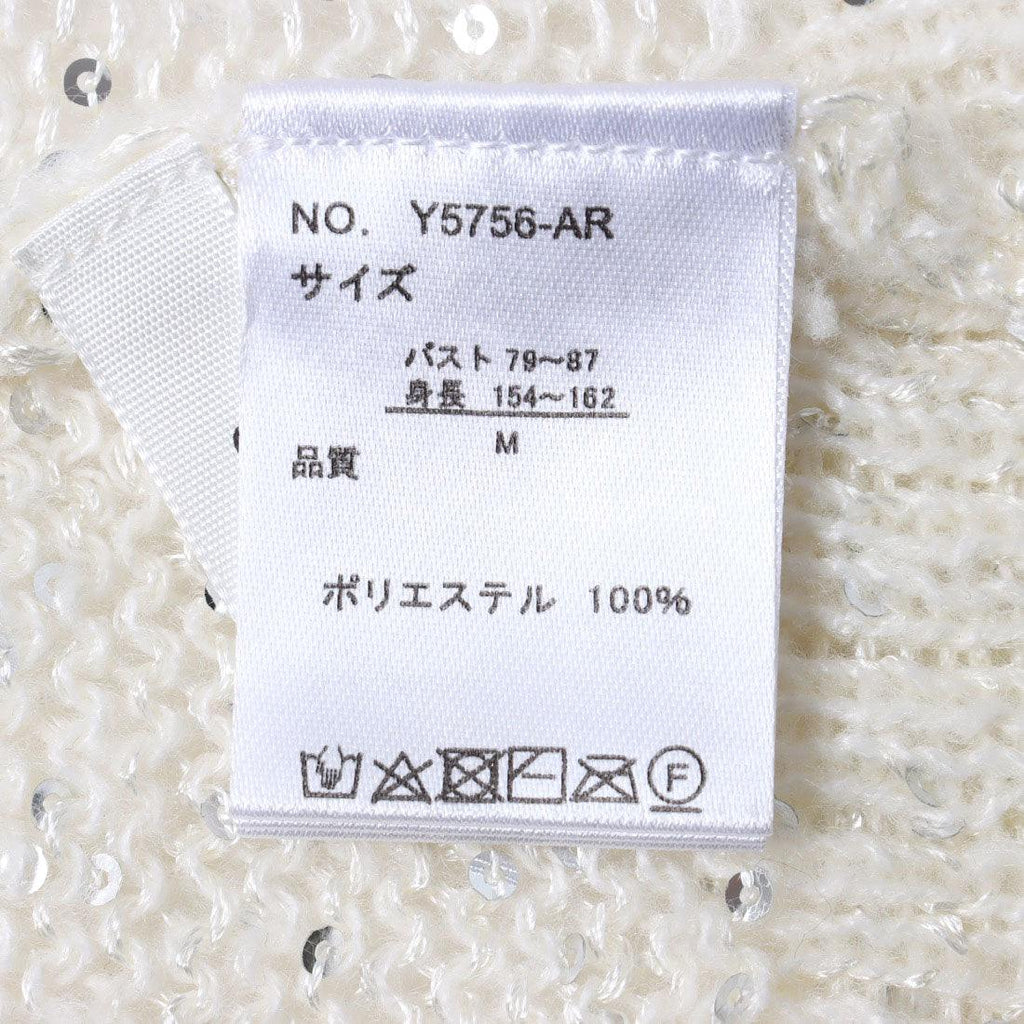 NO. Y5756-AR
サイズ
バスト 79～87
身長 154～162
M
品質
ポリエステル 100%
F